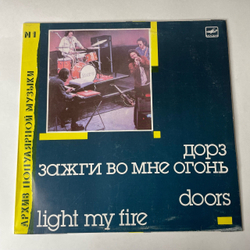 №1
АРХИВ ПОПУЛЯРНОЙ МУЗЫКИ
дорз
зажги во мне огонь
doors
light my fire